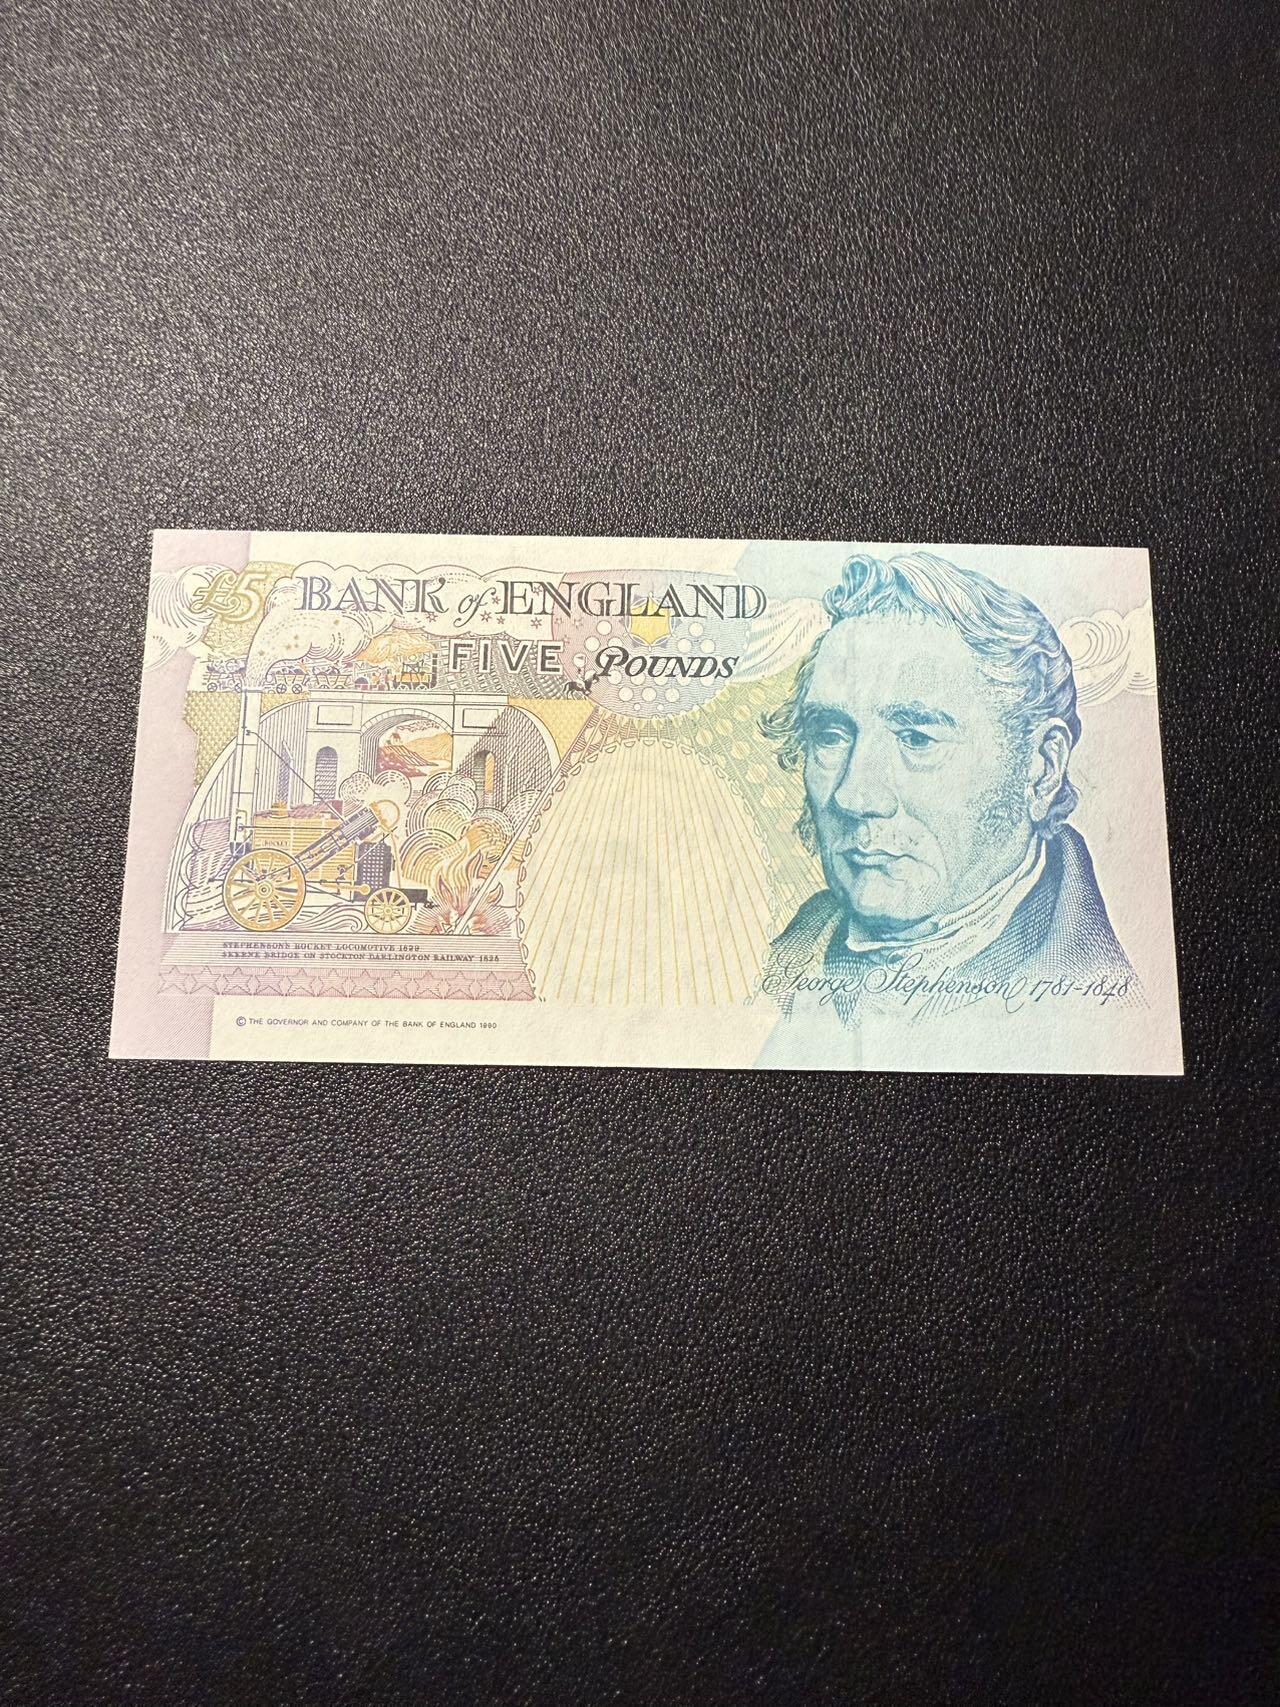 £5 BANK of ENGLAND
FIVE POUNDS
ROCKET
STEPHENSON'S ROCKET LOCOMOTIVE 1829
SKERNE BRIDGE ON STOCKTON DARLINGTON RAILWAY 1825
George Stephenson 1781-1848
© THE GOVERNOR AND COMPANY OF THE BANK OF ENGLAND 1990